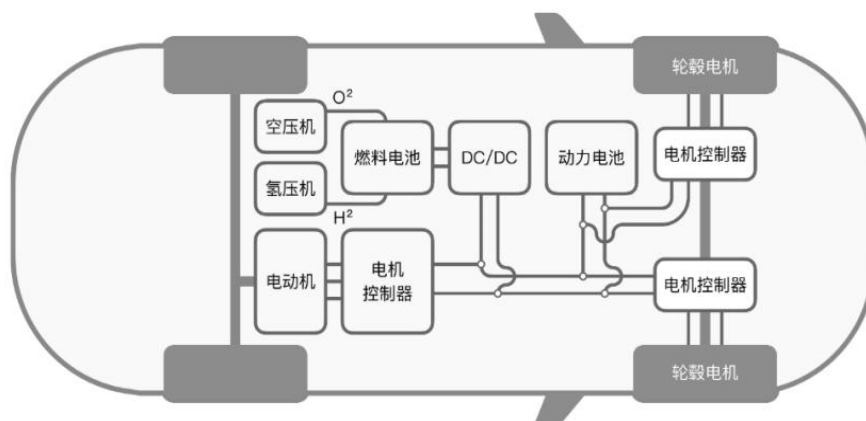 轮毂电机
O²
空压机
燃料电池
DC/DC
动力电池
电机控制器
氢压机
H²
电动机
电机
控制器
电机控制器
轮毂电机